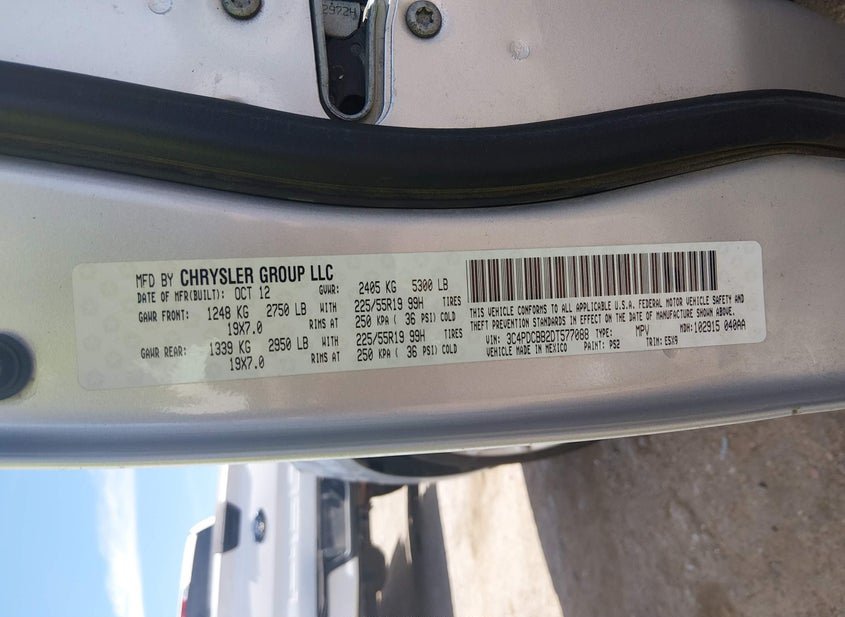 2972H
MFD BY CHRYSLER GROUP LLC
DATE OF MFR(BUILT): OCT 12 GVWR: 2405 KG 5300 LB
GAWR FRONT: 1248 KG 2750 LB WITH 225/55R19 99H TIRES
19X7.0 RIMS AT 250 KPA ( 36 PSI) COLD
GAWR REAR: 1339 KG 2950 LB WITH 225/55R19 99H TIRES
19X7.0 RIMS AT 250 KPA ( 36 PSI) COLD
THIS VEHICLE CONFORMS TO ALL APPLICABLE U.S.A. FEDERAL MOTOR VEHICLE SAFETY AND
THEFT PREVENTION STANDARDS IN EFFECT ON THE DATE OF MANUFACTURE SHOWN ABOVE.
VIN: 3C4PDCBB2DT577088 TYPE: MPV MDH: 102915 040AA
VEHICLE MADE IN MEXICO PAINT: PS2 TRIM: E5X9